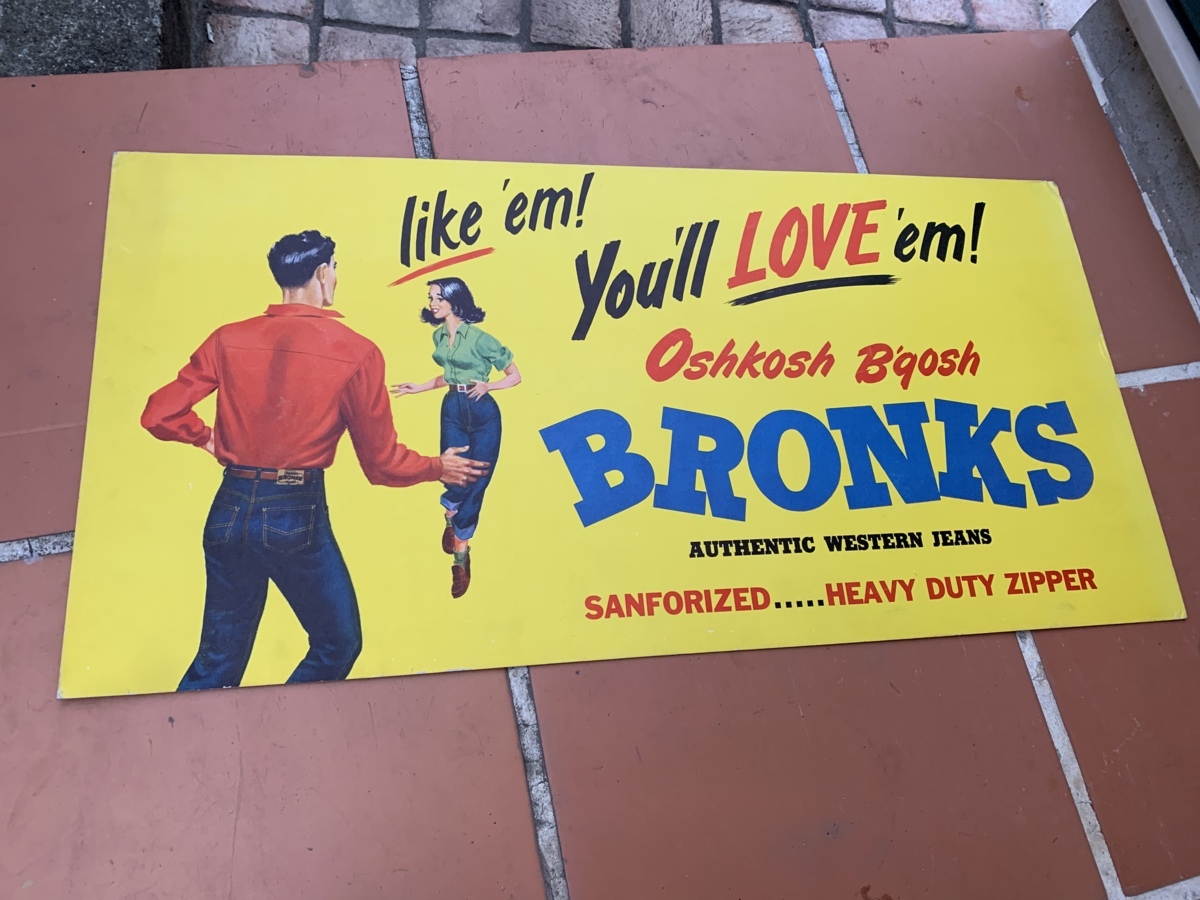 like 'em!
You'll LOVE 'em!
Oshkosh B'gosh
BRONKS
AUTHENTIC WESTERN JEANS
SANFORIZED.....HEAVY DUTY ZIPPER